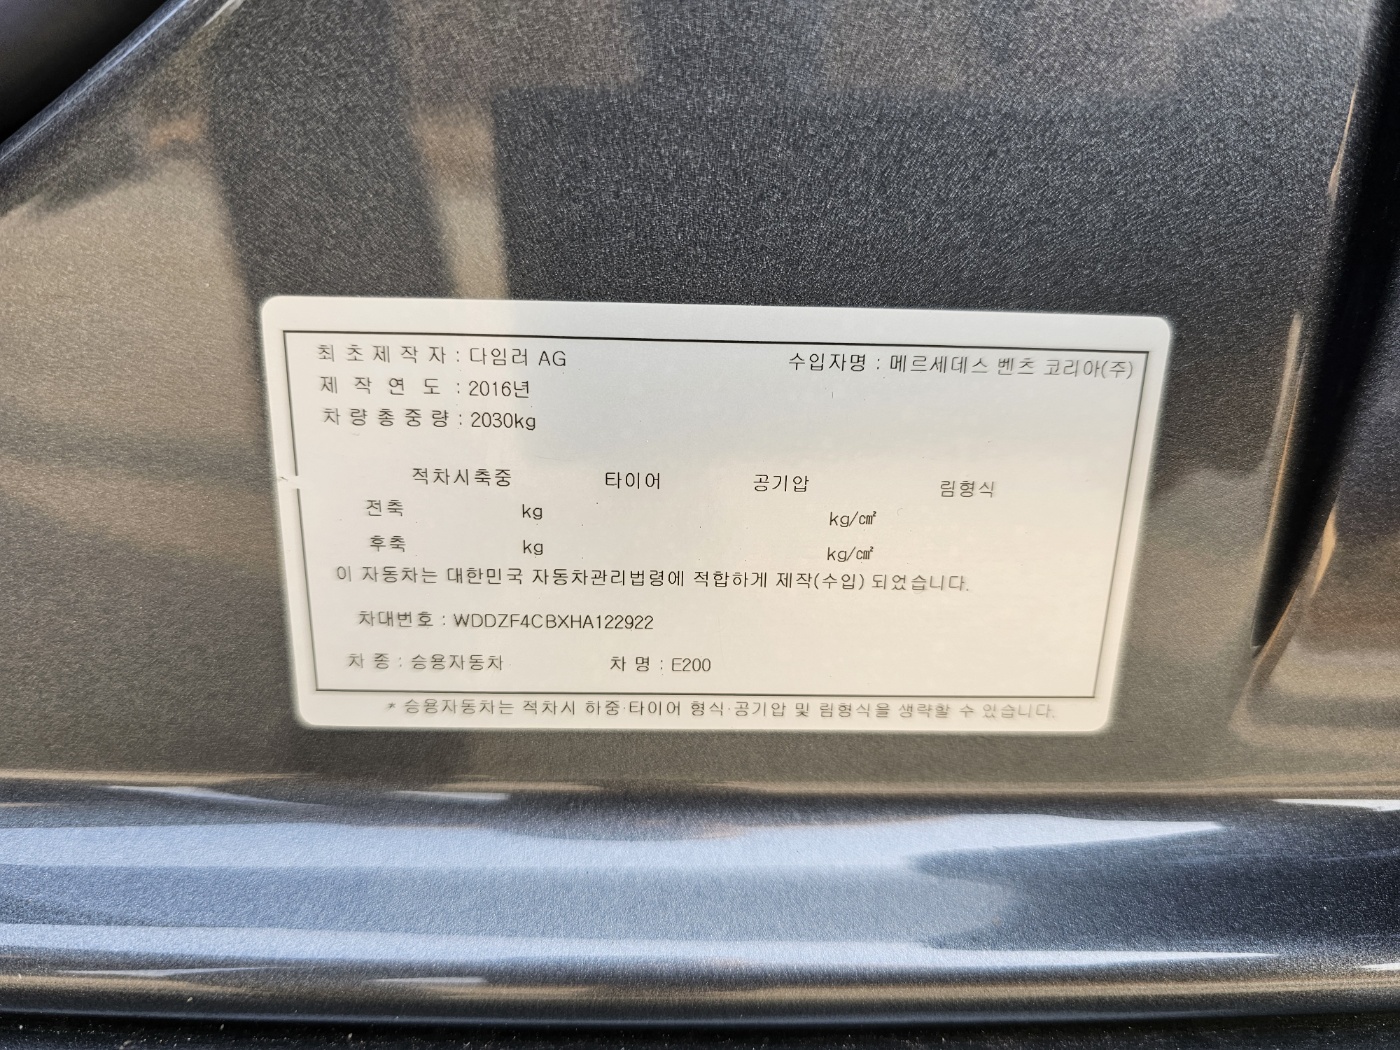 최초제작자 : 다임러 AG 수입자명 : 메르세데스 벤츠 코리아(주)
제 작 연 도 : 2016년
차량총중량 : 2030kg
적차시축중 타이어 공기압 림형식
전축 kg kg/㎠
후축 kg kg/㎠
이 자동차는 대한민국 자동차관리법령에 적합하게 제작(수입) 되었습니다.
차대번호 : WDDZF4CBXHA122922
차 종 : 승용자동차 차 명 : E200
* 승용자동차는 적차시 하중·타이어 형식·공기압 및 림형식을 생략할 수 있습니다.